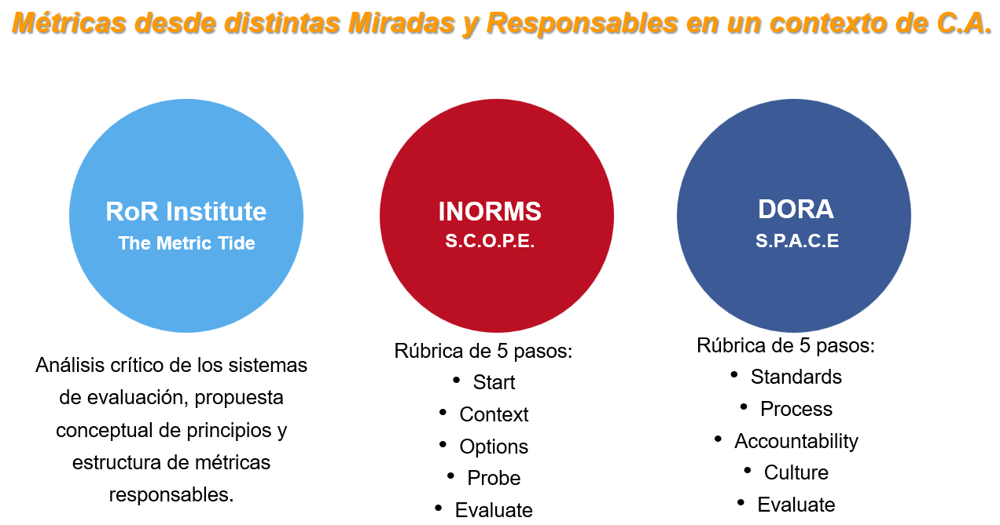 Métricas desde distintas Miradas y Responsables en un contexto de C.A.
RoR Institute
The Metric Tide
Análisis crítico de los sistemas
de evaluación, propuesta
conceptual de principios y
estructura de métricas
responsables.
INORMS
S.C.O.P.E.
Rúbrica de 5 pasos:
• Start
• Context
• Options
• Probe
• Evaluate
DORA
S.P.A.C.E
Rúbrica de 5 pasos:
• Standards
• Process
• Accountability
• Culture
• Evaluate